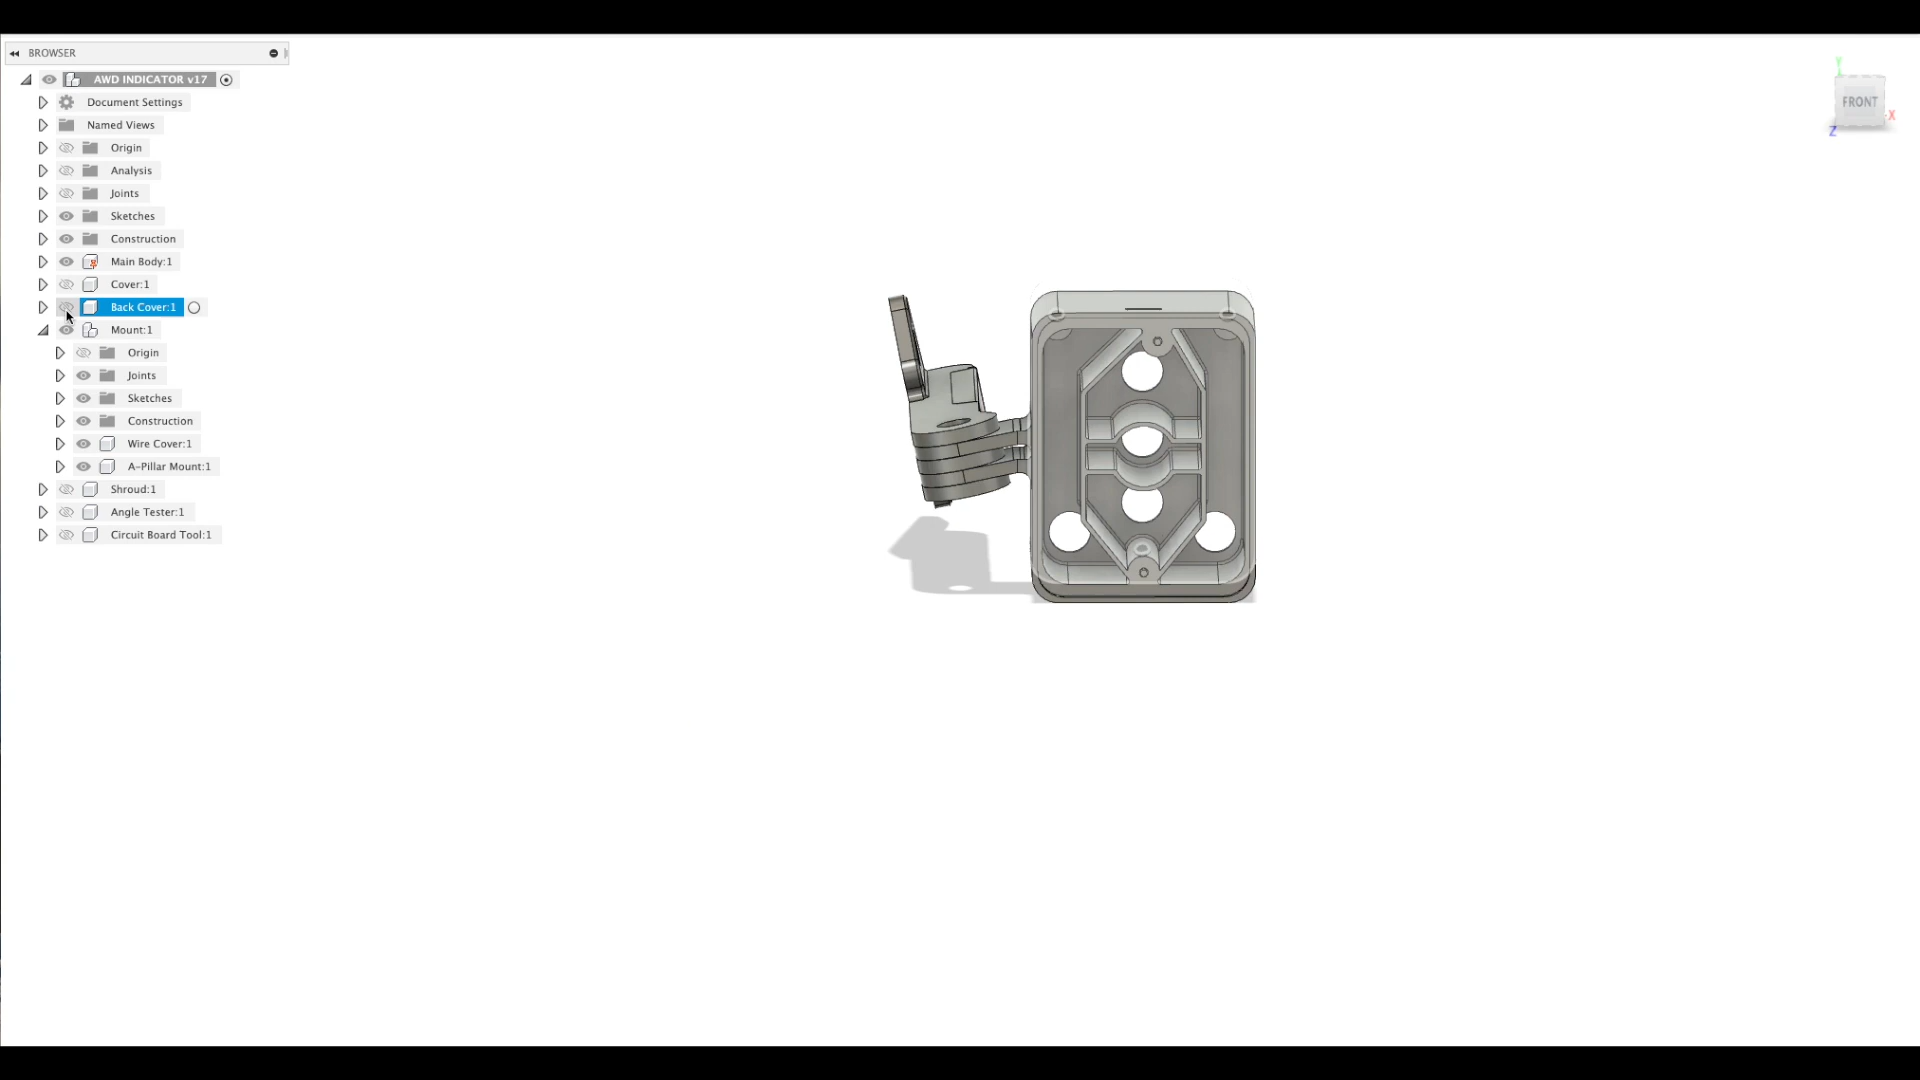 BROWSER
AWD INDICATOR v17
Document Settings
Named Views
Origin
Analysis
Joints
Sketches
Construction
Main Body:1
Cover:1
Back Cover:1
Mount:1
Origin
Joints
Sketches
Construction
Wire Cover:1
A-Pillar Mount:1
Shroud:1
Angle Tester:1
Circuit Board Tool:1
Y
FRONT
X
Z